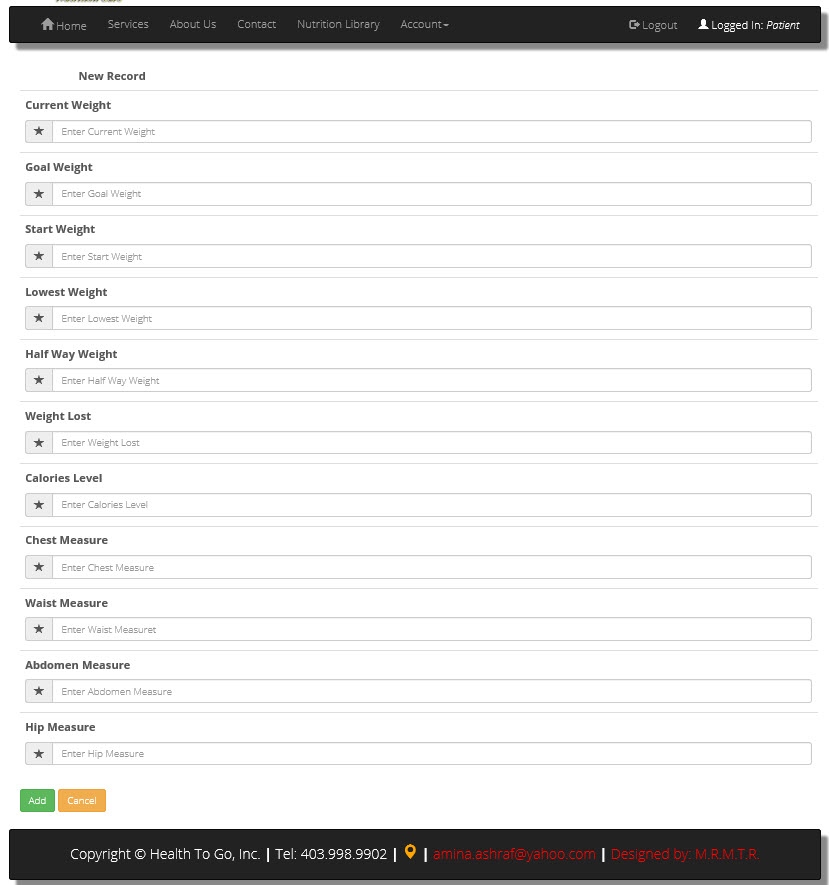 Home Services About Us Contact Nutrition Library Account Logout Logged In: Patient
New Record
Current Weight
Enter Current Weight
Goal Weight
Enter Goal Weight
Start Weight
Enter Start Weight
Lowest Weight
Enter Lowest Weight
Half Way Weight
Enter Half Way Weight
Weight Lost
Enter Weight Lost
Calories Level
Enter Calories Level
Chest Measure
Enter Chest Measure
Waist Measure
Enter Waist Measuret
Abdomen Measure
Enter Abdomen Measure
Hip Measure
Enter Hip Measure
Add Cancel
Copyright © Health To Go, Inc. | Tel: 403.998.9902 | | amina.ashraf@yahoo.com | Designed by: M.R.M.T.R.